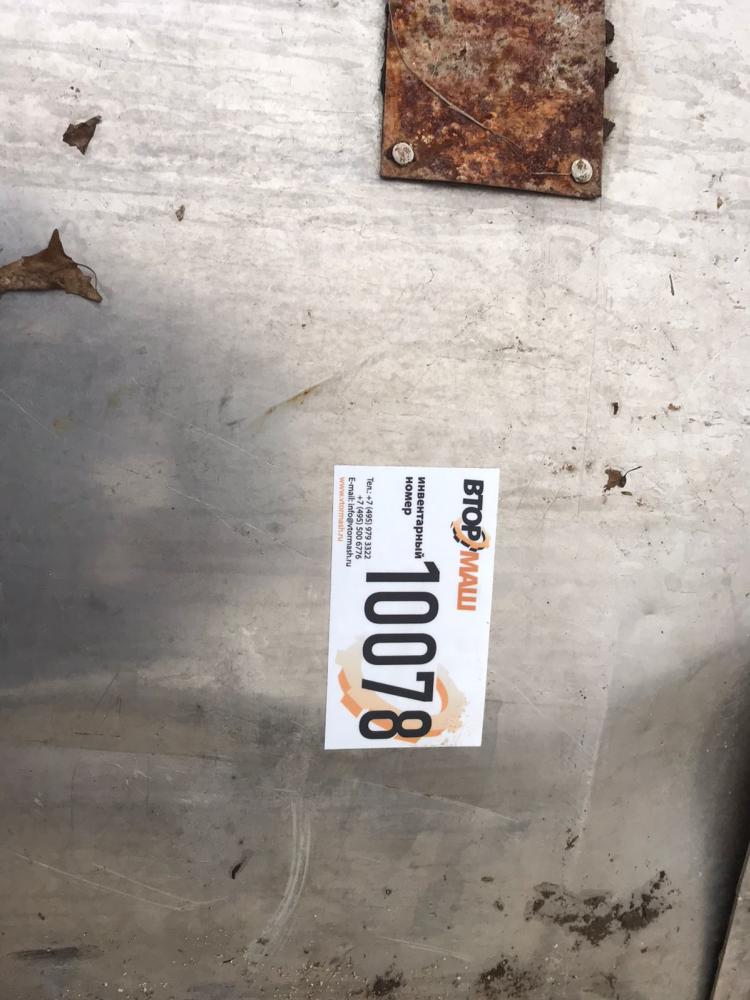 ВТОРМАШ
инвентарный
номер
10078
Тел.: +7 (495) 979 3322
+7 (495) 500 6776
E-mail: info@vtormash.ru
www.vtormash.ru